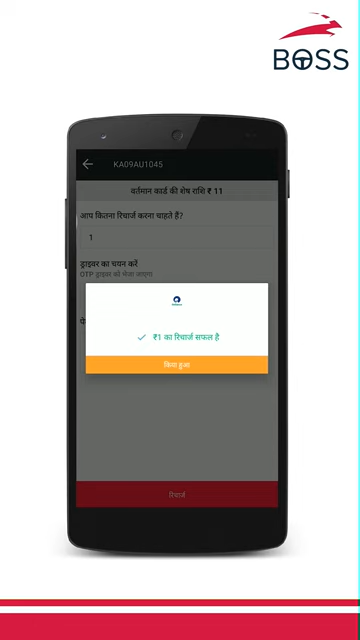 BOSS
KA09AU1045
वर्तमान कार्ड की शेष राशि ₹ 11
आप कितना रिचार्ज करना चाहते हैं?
1
ड्राइवर का चयन करें
OTP ड्राइवर को भेजा जाएगा
₹1 का रिचार्ज सफल है
किया हुआ
रिचार्ज